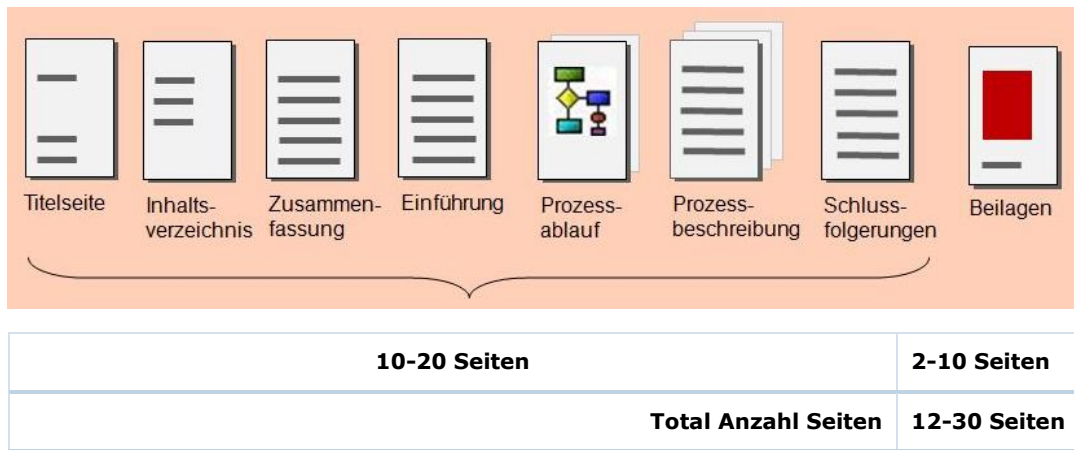 Titelseite
Inhalts-
verzeichnis
Zusammen-
fassung
Einführung
Prozess-
ablauf
Prozess-
beschreibung
Schluss-
folgerungen
Beilagen
10-20 Seiten
2-10 Seiten
Total Anzahl Seiten
12-30 Seiten